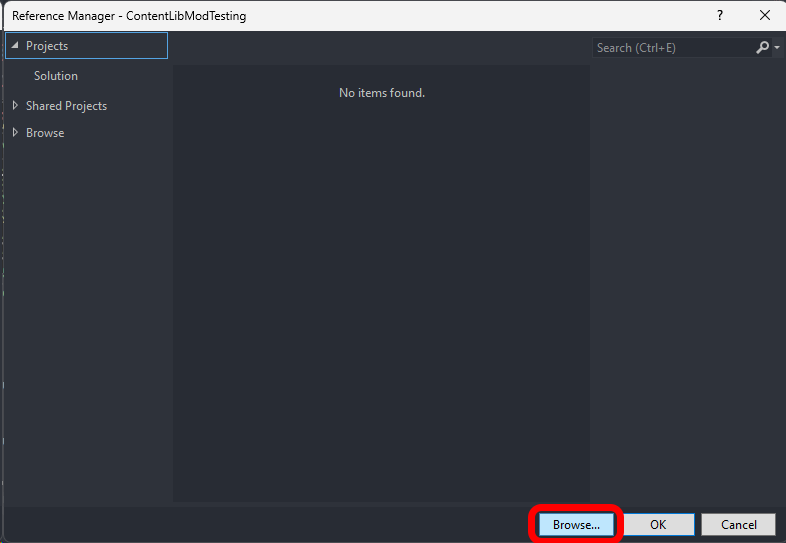 Reference Manager - ContentLibModTesting
?
Projects
Search (Ctrl+E)
Solution
No items found.
Shared Projects
Browse
Browse...
OK
Cancel